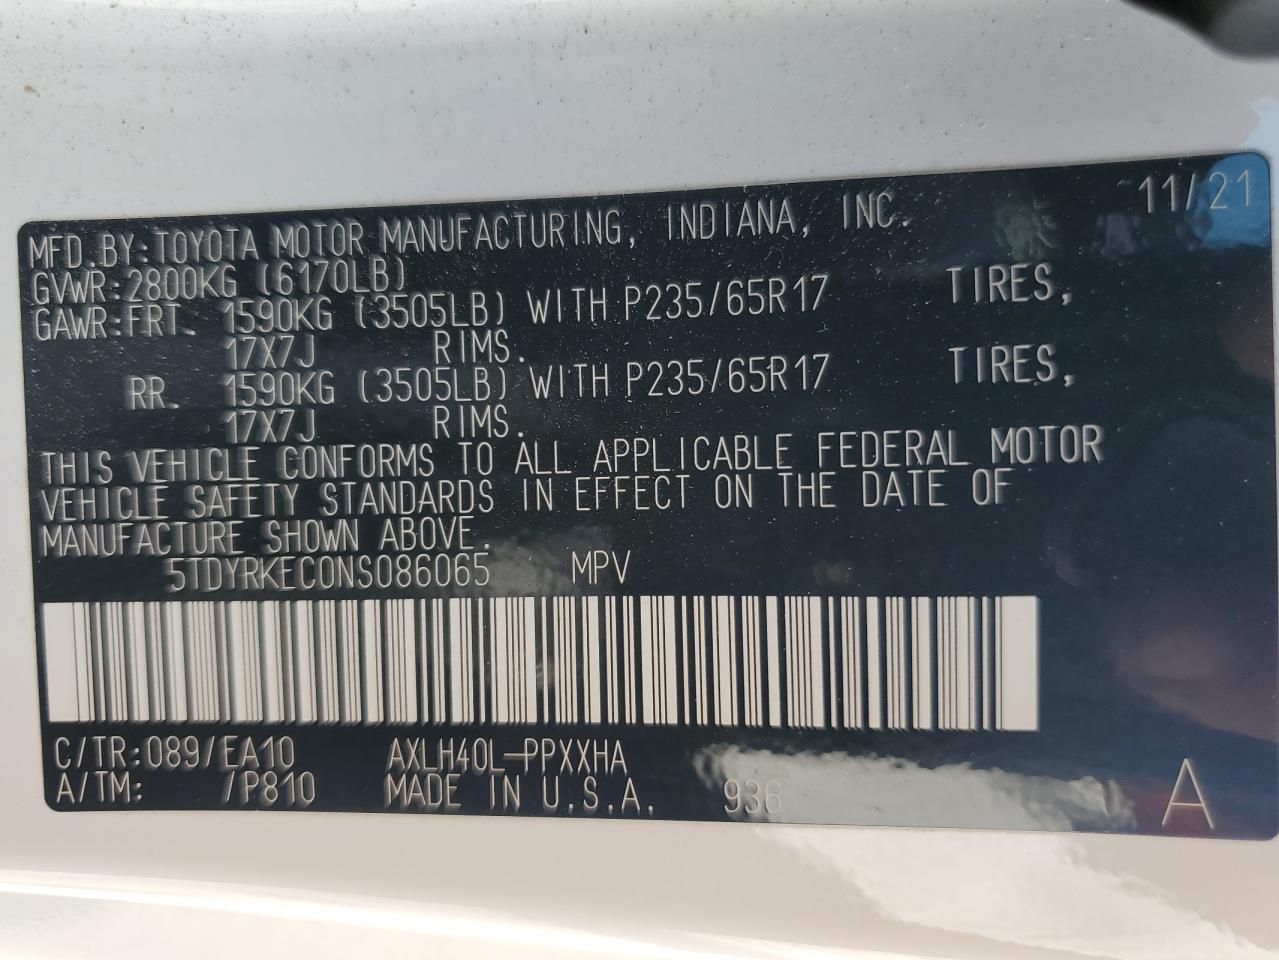 11/21
MFD.BY:TOYOTA MOTOR MANUFACTURING, INDIANA, INC.
GVWR:2800KG (6170LB)
GAWR:FRT. 1590KG (3505LB) WITH P235/65R17 TIRES,
17X7J RIMS.
RR. 1590KG (3505LB) WITH P235/65R17 TIRES,
17X7J RIMS.
THIS VEHICLE CONFORMS TO ALL APPLICABLE FEDERAL MOTOR
VEHICLE SAFETY STANDARDS IN EFFECT ON THE DATE OF
MANUFACTURE SHOWN ABOVE.
5TDYRKEC0NS086065 MPV
C/TR:089/EA10 AXLH40L-PPXXHA
A/TM: /P810 MADE IN U.S.A. 936 A